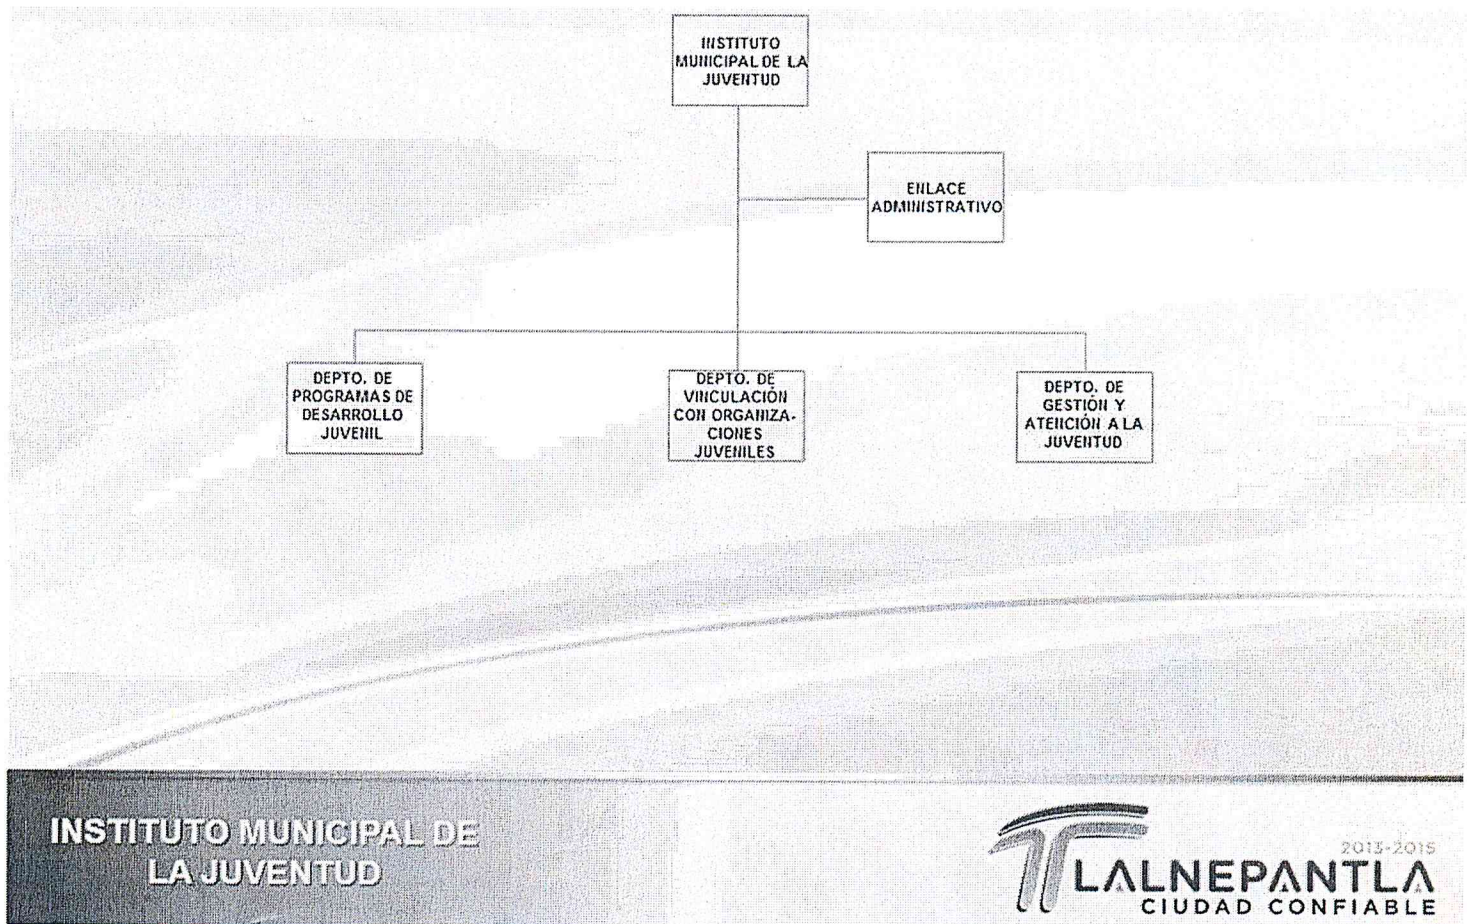 INSTITUTO
MUNICIPAL DE LA
JUVENTUD
ENLACE
ADMINISTRATIVO
DEPTO. DE
PROGRAMAS DE
DESARROLLO
JUVENIL
DEPTO. DE
VINCULACIÓN
CON ORGANIZA-
CIONES
JUVENILES
DEPTO. DE
GESTIÓN Y
ATENCIÓN A LA
JUVENTUD
INSTITUTO MUNICIPAL DE
LA JUVENTUD
2013-2015
TLALNEPANTLA
CIUDAD CONFIABLE